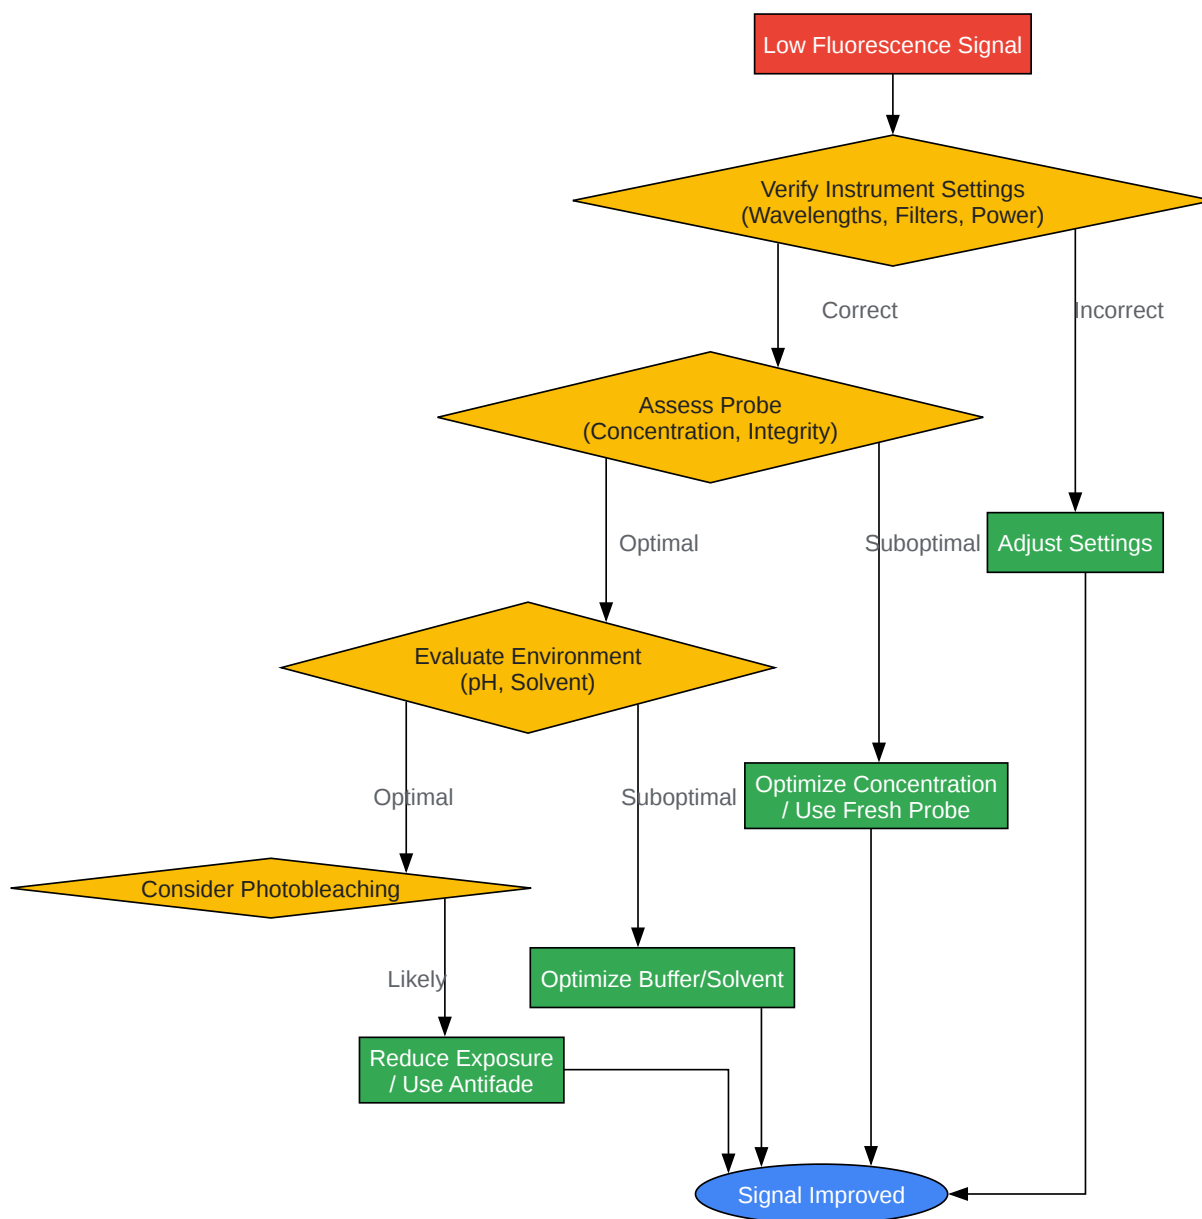 Low Fluorescence Signal
Verify Instrument Settings
(Wavelengths, Filters, Power)
Correct
Incorrect
Assess Probe
(Concentration, Integrity)
Optimal
Suboptimal
Adjust Settings
Evaluate Environment
(pH, Solvent)
Optimal
Suboptimal
Optimize Concentration
/ Use Fresh Probe
Consider Photobleaching
Likely
Optimize Buffer/Solvent
Reduce Exposure
/ Use Antifade
Signal Improved